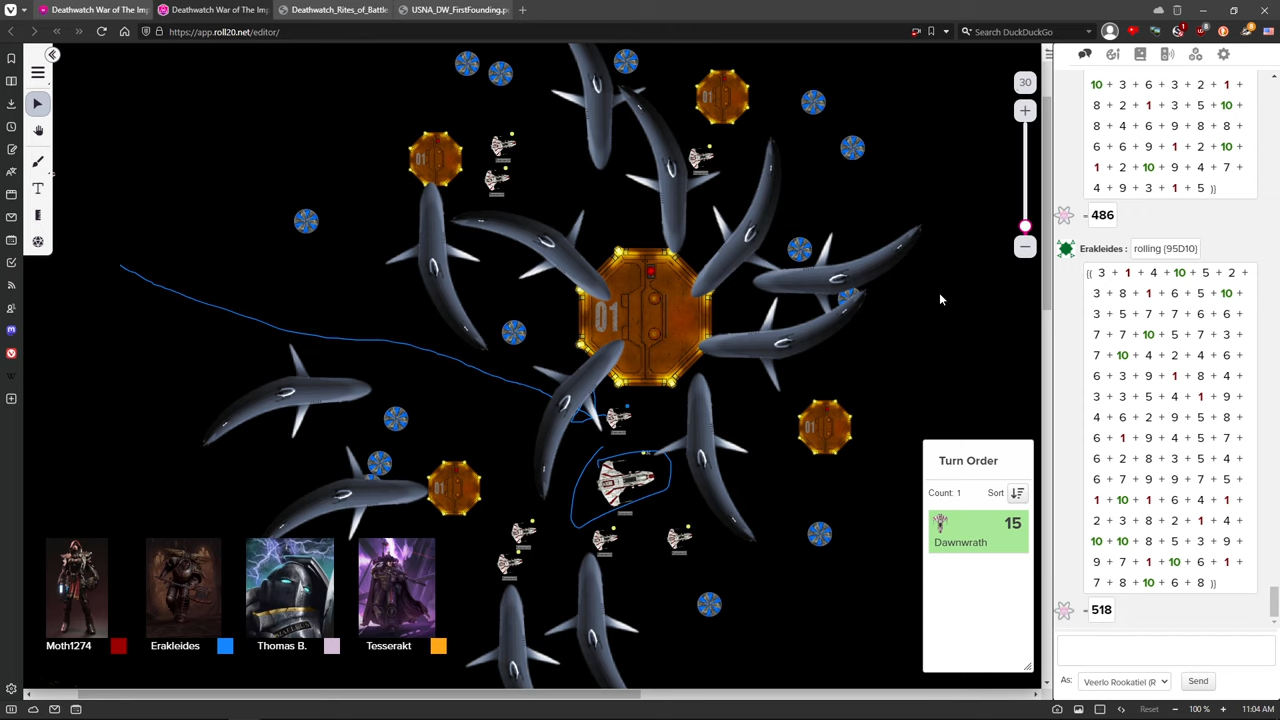 Deathwatch War of The Imp
Deathwatch War of The Imp
Deathwatch_Rites_of_Battle
USNA_DW_FirstFounding.p
https://app.roll20.net/editor/
Search DuckDuckGo
30
01
01
01
01
01
10 + 3 + 6 + 3 + 2 + 1 +
8 + 2 + 1 + 3 + 5 + 10 +
8 + 4 + 6 + 9 + 8 + 8 +
6 + 6 + 9 + 1 + 2 + 10 +
1 + 2 + 10 + 9 + 4 + 7 +
4 + 9 + 3 + 1 + 5 )}
= 486
Erakleides : rolling {95D10}
{( 3 + 1 + 4 + 10 + 5 + 2 +
3 + 8 + 1 + 6 + 5 + 10 +
3 + 5 + 7 + 7 + 6 + 6 +
7 + 7 + 10 + 5 + 7 + 3 +
7 + 10 + 4 + 2 + 4 + 6 +
6 + 3 + 9 + 1 + 8 + 4 +
3 + 3 + 5 + 4 + 1 + 9 +
4 + 6 + 2 + 9 + 5 + 8 +
6 + 1 + 9 + 4 + 5 + 7 +
6 + 2 + 8 + 3 + 5 + 4 +
6 + 7 + 9 + 9 + 7 + 5 +
1 + 10 + 1 + 6 + 4 + 1 +
2 + 3 + 8 + 2 + 1 + 4 +
10 + 10 + 8 + 5 + 3 + 9 +
9 + 7 + 1 + 10 + 6 + 1 +
7 + 8 + 10 + 6 + 8 )}
= 518
Turn Order
Count: 1 Sort
15
Dawnwrath
Moth1274
Erakleides
Thomas B.
Tesserakt
As: Veerlo Rookatiel (R
Send
Reset 100 % 11:04 AM